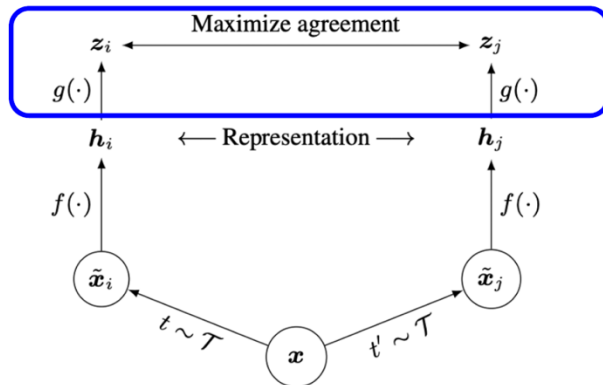 Maximize agreement
z_i z_j
g(·) g(·)
h_i ⟵ Representation ⟶ h_j
f(·) f(·)
x̃_i x̃_j
t ∼ 𝒯 t′ ∼ 𝒯
x